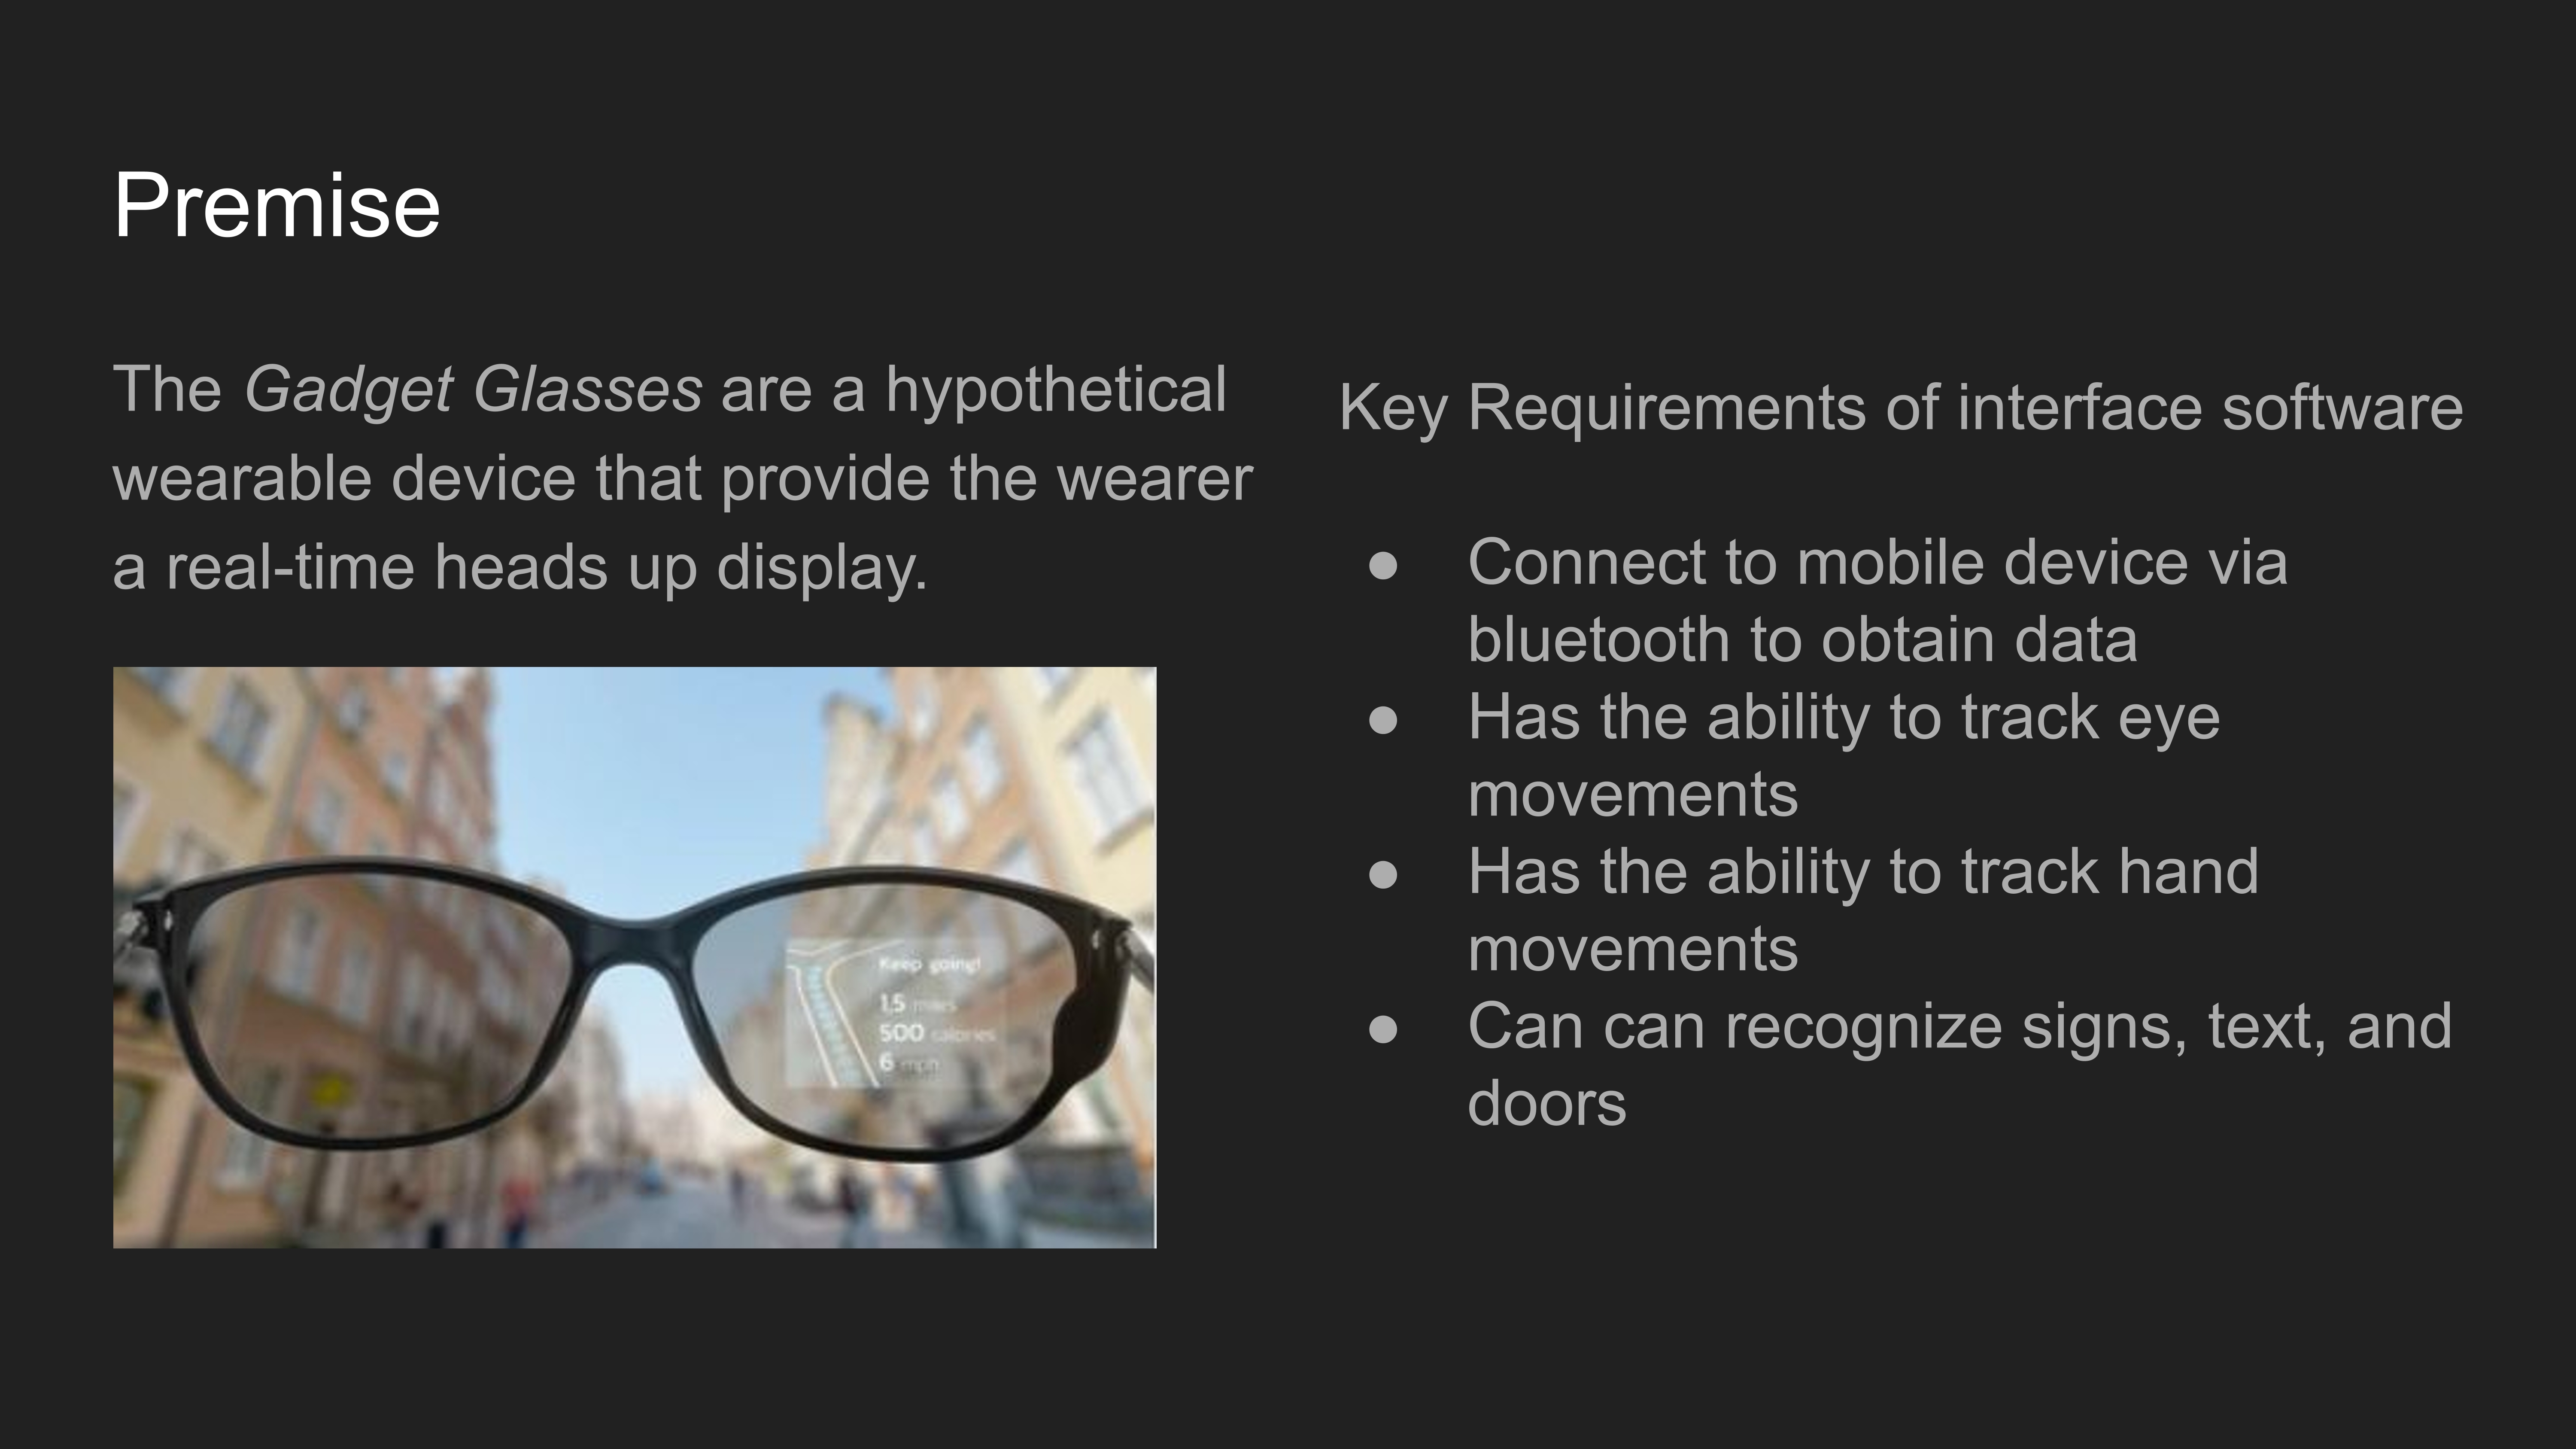 Premise
The Gadget Glasses are a hypothetical
wearable device that provide the wearer
a real-time heads up display.
Keep going!
1.5 miles
500 calories
6 mph
Key Requirements of interface software
● Connect to mobile device via
bluetooth to obtain data
● Has the ability to track eye
movements
● Has the ability to track hand
movements
● Can can recognize signs, text, and
doors